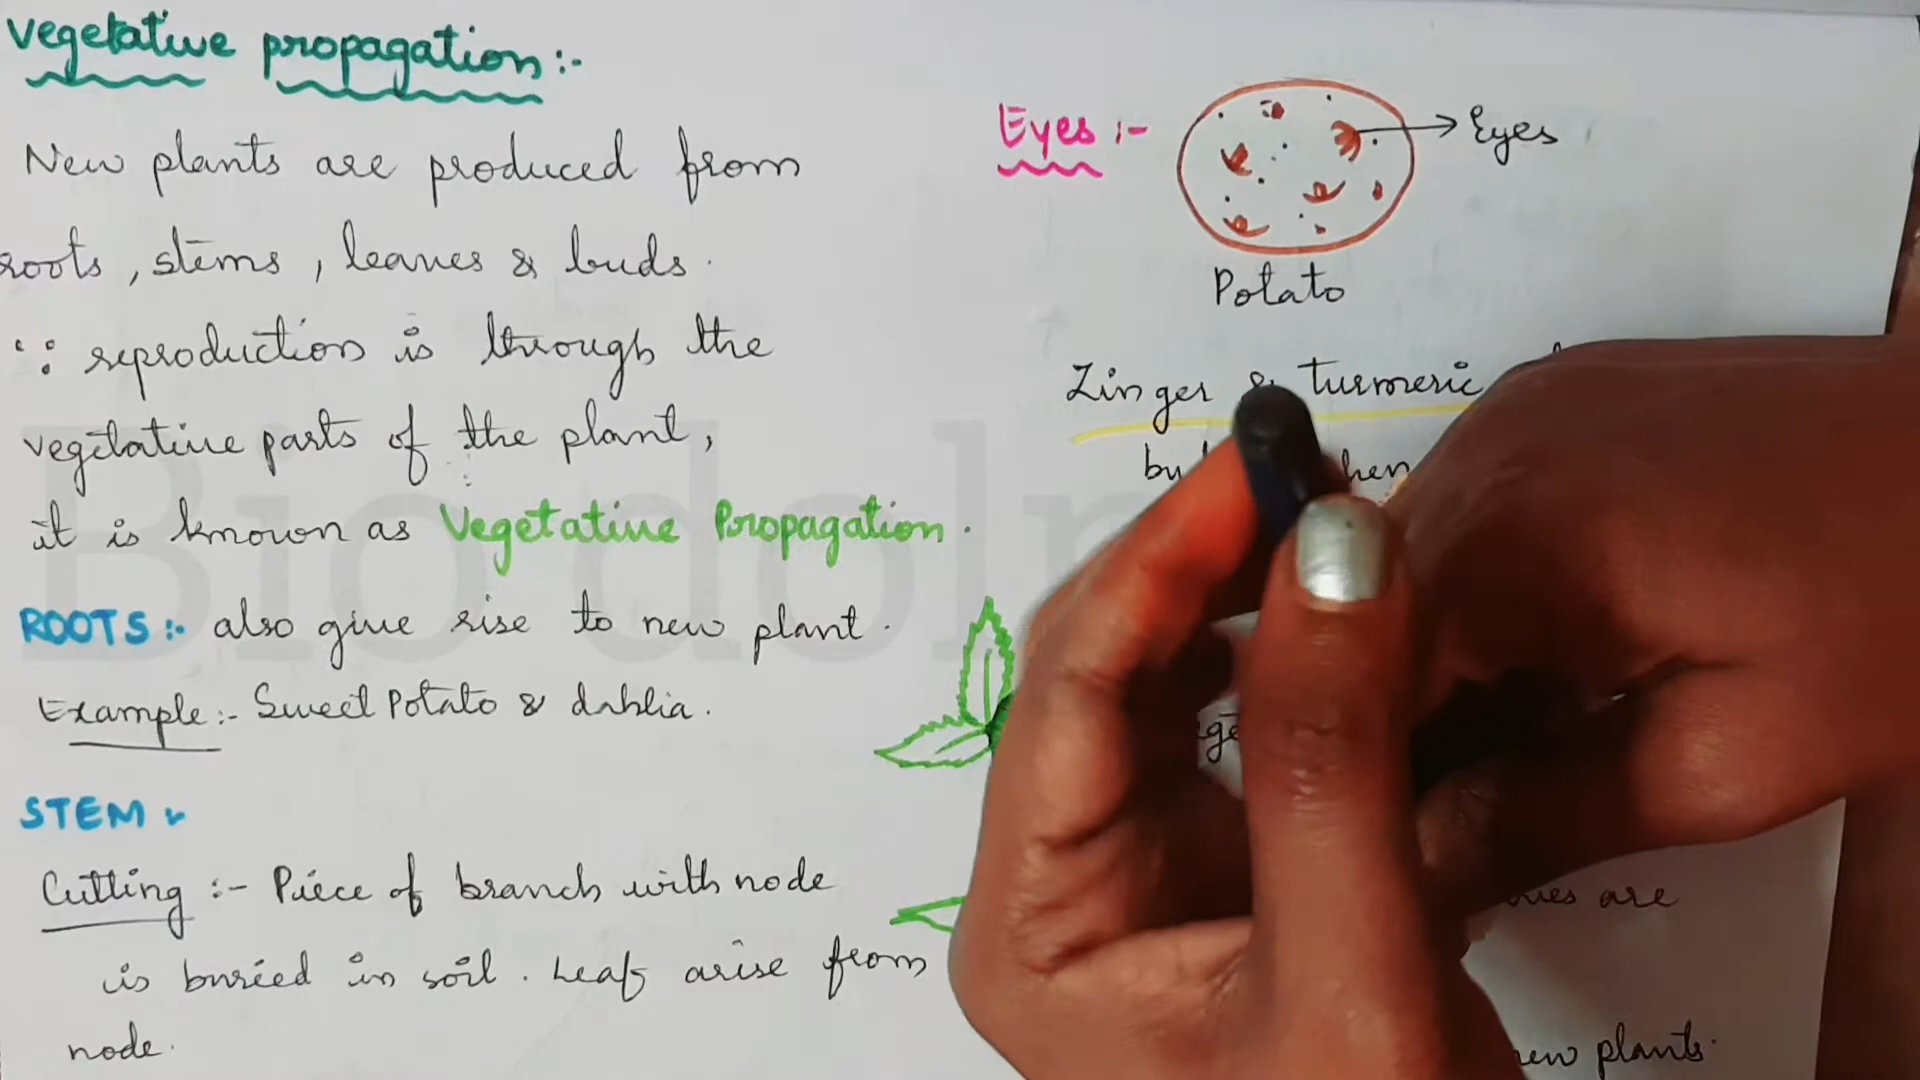 Vegetative propagation :-
New plants are produced from
roots, stems, leaves & buds.
∵ reproduction is through the
vegetative parts of the plant,
it is known as Vegetative Propagation.
ROOTS :- also give rise to new plant.
Example :- Sweet Potato & dahlia.
STEM
Cutting :- Piece of branch with node
is buried in soil. Leaf arise from
node.
Eyes :-
Eyes
Potato
Zinger & turmeric
are
new plants.
Bio dol